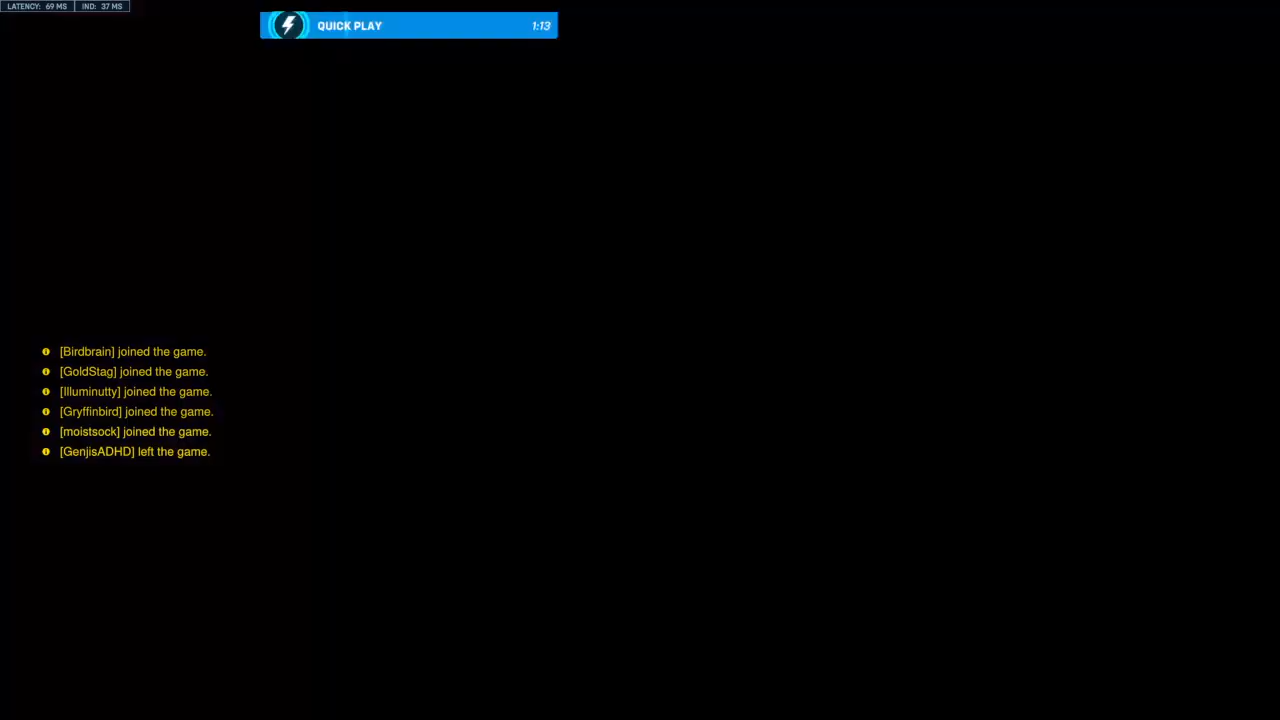 LATENCY: 69 MS IND: 37 MS
QUICK PLAY 1:13
[Birdbrain] joined the game.
[GoldStag] joined the game.
[Illuminutty] joined the game.
[Gryffinbird] joined the game.
[moistsock] joined the game.
[GenjisADHD] left the game.